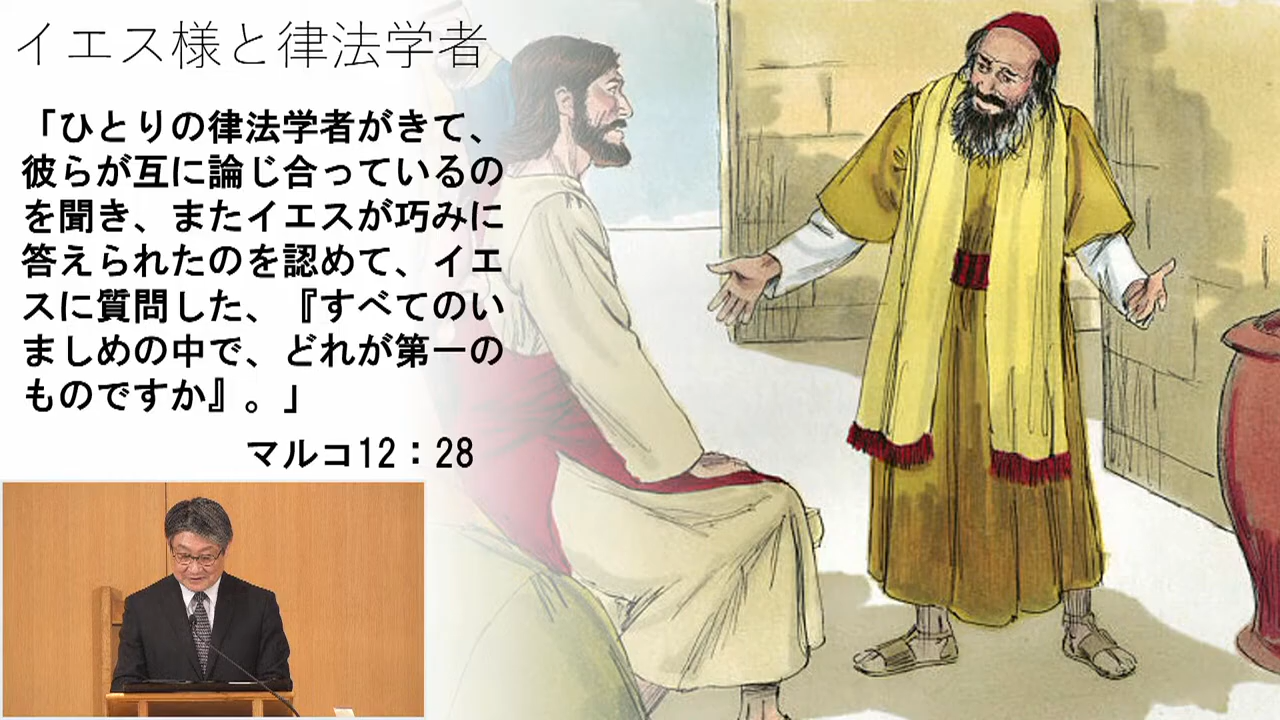 イエス様と律法学者
「ひとりの律法学者がきて、
彼らが互に論じ合っているの
を聞き、またイエスが巧みに
答えられたのを認めて、イエ
スに質問した、『すべてのい
ましめの中で、どれが第一の
ものですか』。」
マルコ12：28